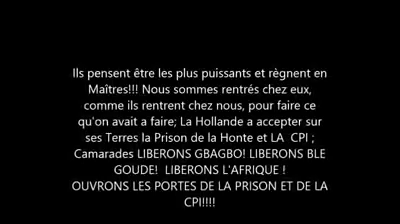 Ils pensent être les plus puissants et règnent en
Maîtres!!! Nous sommes rentrés chez eux,
comme ils rentrent chez nous, pour faire ce
qu'on avait a faire; La Hollande a accepter sur
ses Terres la Prison de la Honte et LA  CPI ;
Camarades LIBERONS GBAGBO! LIBERONS BLE
GOUDE!  LIBERONS L'AFRIQUE !
OUVRONS LES PORTES DE LA PRISON ET DE LA
CPI!!!!